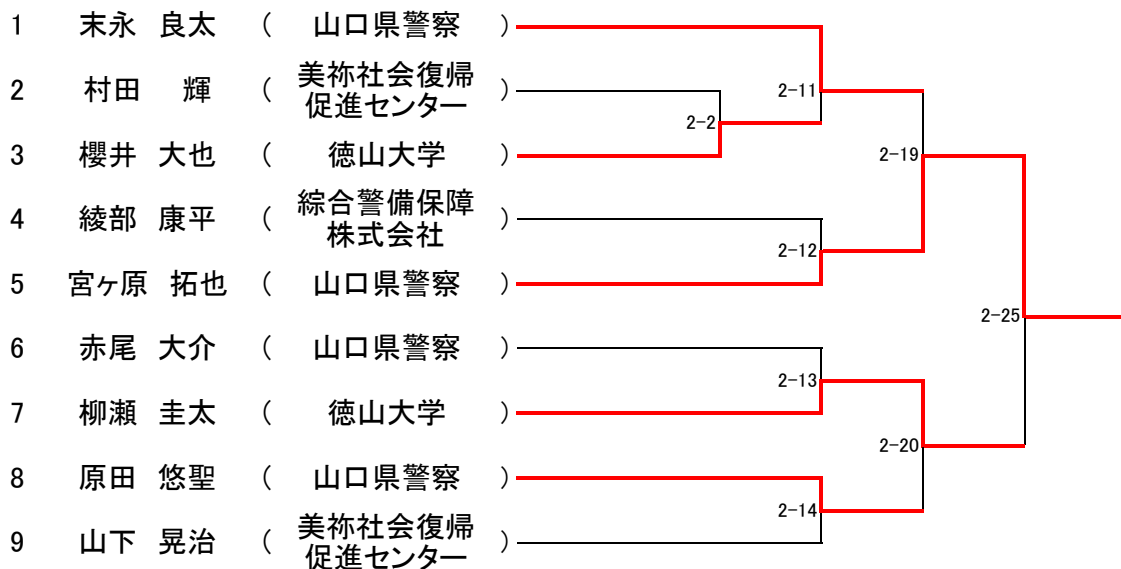 1 末永 良太 ( 山口県警察 )
2 村田 輝 ( 美祢社会復帰
促進センター )
3 櫻井 大也 ( 徳山大学 )
4 綾部 康平 ( 綜合警備保障
株式会社 )
5 宮ヶ原 拓也 ( 山口県警察 )
6 赤尾 大介 ( 山口県警察 )
7 柳瀬 圭太 ( 徳山大学 )
8 原田 悠聖 ( 山口県警察 )
9 山下 晃治 ( 美祢社会復帰
促進センター )
2-2
2-11
2-12
2-13
2-14
2-19
2-20
2-25